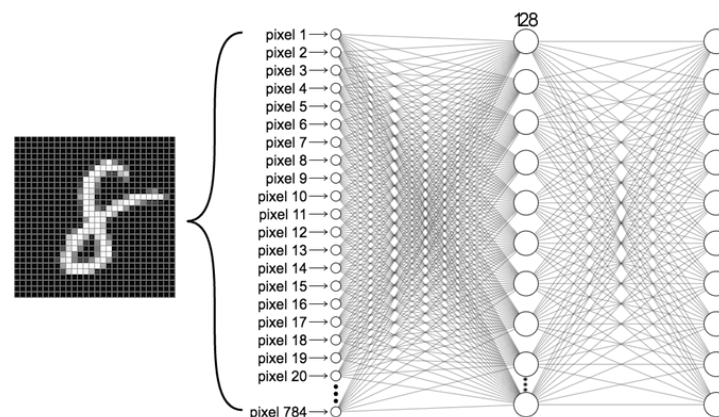 128
pixel 1
pixel 2
pixel 3
pixel 4
pixel 5
pixel 6
pixel 7
pixel 8
pixel 9
pixel 10
pixel 11
pixel 12
pixel 13
pixel 14
pixel 15
pixel 16
pixel 17
pixel 18
pixel 19
pixel 20
pixel 784